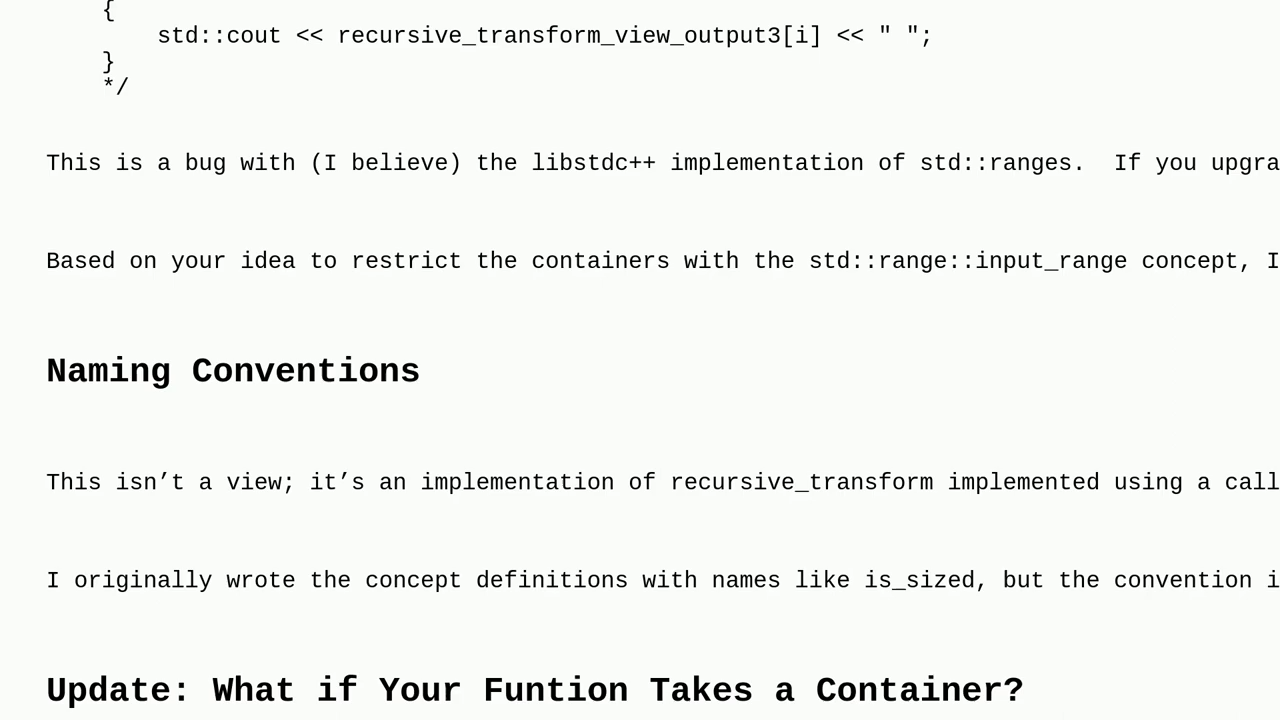 {
std::cout << recursive_transform_view_output3[i] << " ";
}
*/
This is a bug with (I believe) the libstdc++ implementation of std::ranges.  If you upgra
Based on your idea to restrict the containers with the std::range::input_range concept, I
Naming Conventions
This isn’t a view; it’s an implementation of recursive_transform implemented using a call
I originally wrote the concept definitions with names like is_sized, but the convention i
Update: What if Your Funtion Takes a Container?